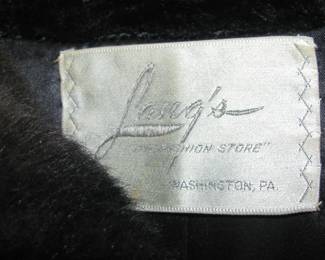 Lang's
FASHION STORE"
WASHINGTON, PA.